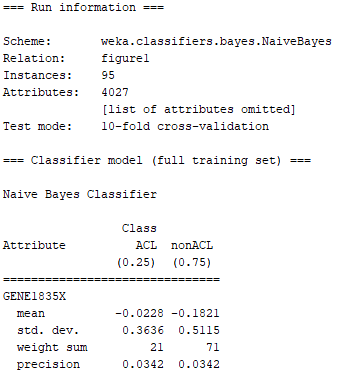 === Run information ===
Scheme: weka.classifiers.bayes.NaiveBayes
Relation: figure1
Instances: 95
Attributes: 4027
[list of attributes omitted]
Test mode: 10-fold cross-validation
=== Classifier model (full training set) ===
Naive Bayes Classifier
Class
Attribute ACL nonACL
(0.25) (0.75)
===============================
GENE1835X
mean -0.0228 -0.1821
std. dev. 0.3636 0.5115
weight sum 21 71
precision 0.0342 0.0342